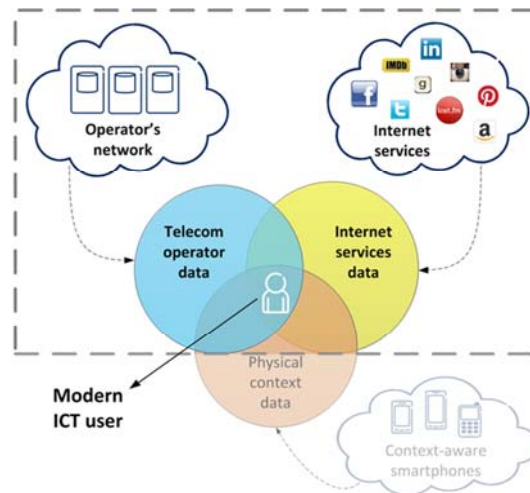 in
IMDb
g
f
t
last.fm
a
Operator's
network
Internet
services
Telecom
operator
data
Internet
services data
Physical
context
data
Modern
ICT user
Context-aware
smartphones